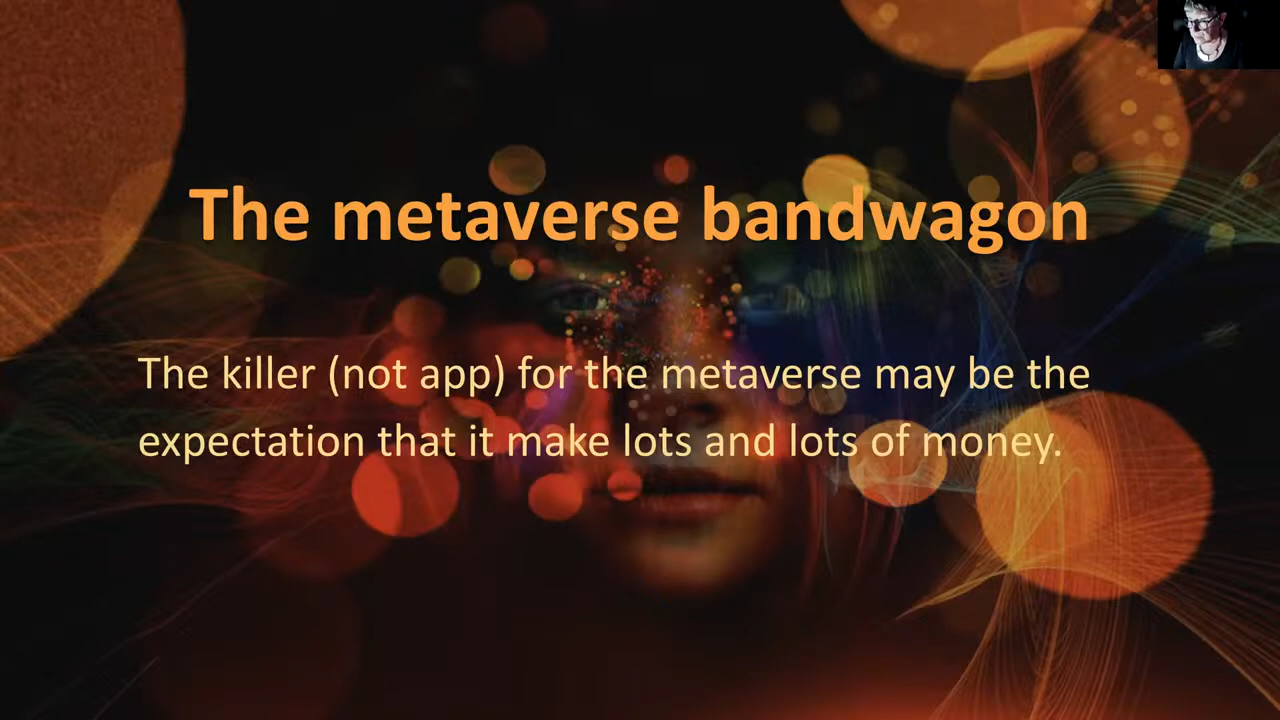 The metaverse bandwagon
The killer (not app) for the metaverse may be the
expectation that it make lots and lots of money.